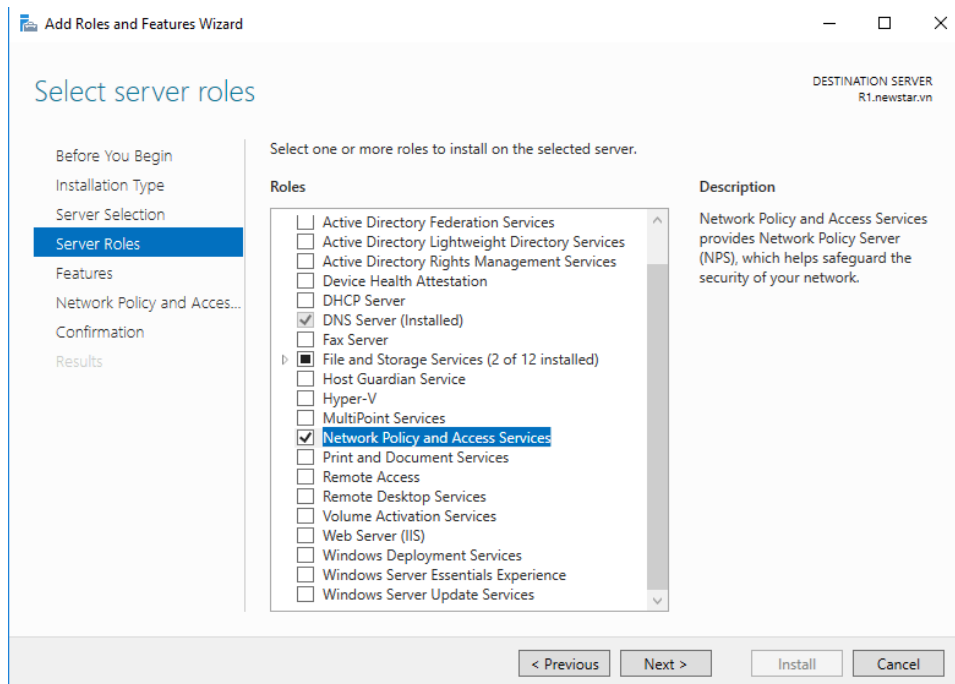 Add Roles and Features Wizard
Select server roles
DESTINATION SERVER
R1.newstar.vn
Before You Begin
Installation Type
Server Selection
Server Roles
Features
Network Policy and Acces...
Confirmation
Results
Select one or more roles to install on the selected server.
Roles
Active Directory Federation Services
Active Directory Lightweight Directory Services
Active Directory Rights Management Services
Device Health Attestation
DHCP Server
DNS Server (Installed)
Fax Server
File and Storage Services (2 of 12 installed)
Host Guardian Service
Hyper-V
MultiPoint Services
Network Policy and Access Services
Print and Document Services
Remote Access
Remote Desktop Services
Volume Activation Services
Web Server (IIS)
Windows Deployment Services
Windows Server Essentials Experience
Windows Server Update Services
Description
Network Policy and Access Services
provides Network Policy Server
(NPS), which helps safeguard the
security of your network.
< Previous
Next >
Install
Cancel